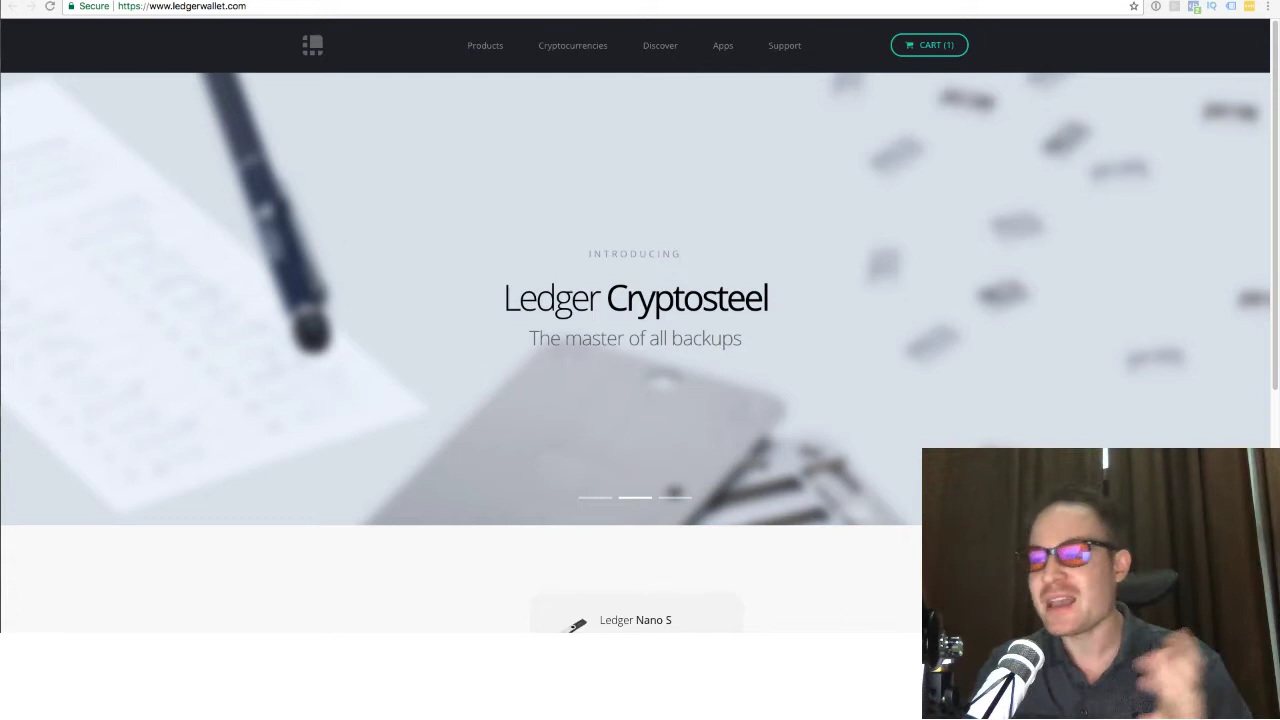 Secure https://www.ledgerwallet.com
Products Cryptocurrencies Discover Apps Support CART (1)
INTRODUCING
Ledger Cryptosteel
The master of all backups
Ledger Nano S